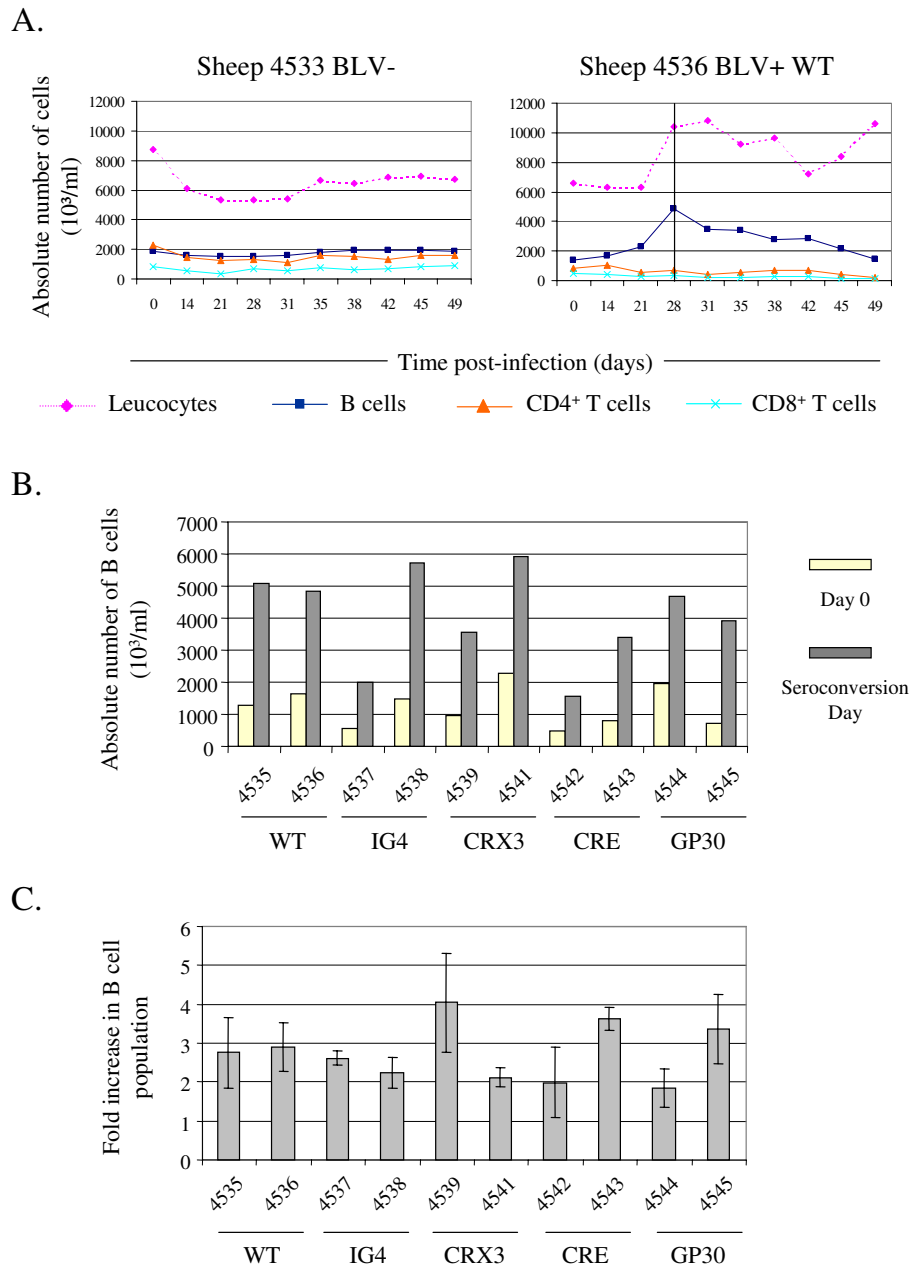 A.
Sheep 4533 BLV-
Sheep 4536 BLV+ WT
Absolute number of cells
(10³/ml)
12000
10000
8000
6000
4000
2000
0
0 14 21 28 31 35 38 42 45 49
12000
10000
8000
6000
4000
2000
0
0 14 21 28 31 35 38 42 45 49
Time post-infection (days)
Leucocytes
B cells
CD4⁺ T cells
CD8⁺ T cells
B.
Absolute number of B cells
(10³/ml)
7000
6000
5000
4000
3000
2000
1000
0
4535 4536 4537 4538 4539 4541 4542 4543 4544 4545
WT IG4 CRX3 CRE GP30
Day 0
Seroconversion
Day
C.
Fold increase in B cell
population
6
5
4
3
2
1
0
4535 4536 4537 4538 4539 4541 4542 4543 4544 4545
WT IG4 CRX3 CRE GP30